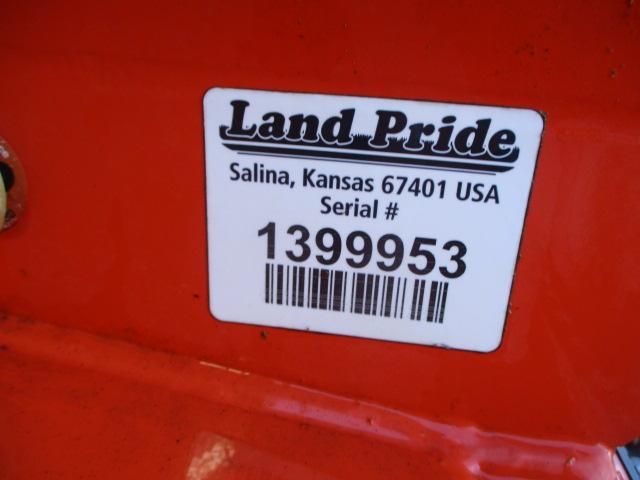 Land Pride
Salina, Kansas 67401 USA
Serial #
1399953